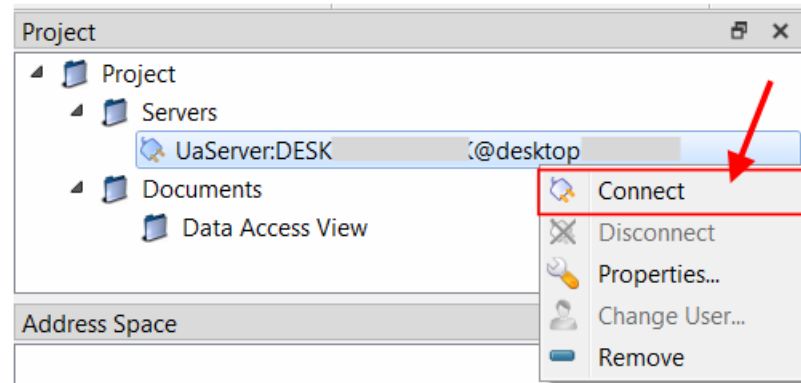 Project
Project
Servers
UaServer:DESK @desktop
Connect
Documents
Disconnect
Data Access View
Properties...
Address Space
Change User...
Remove